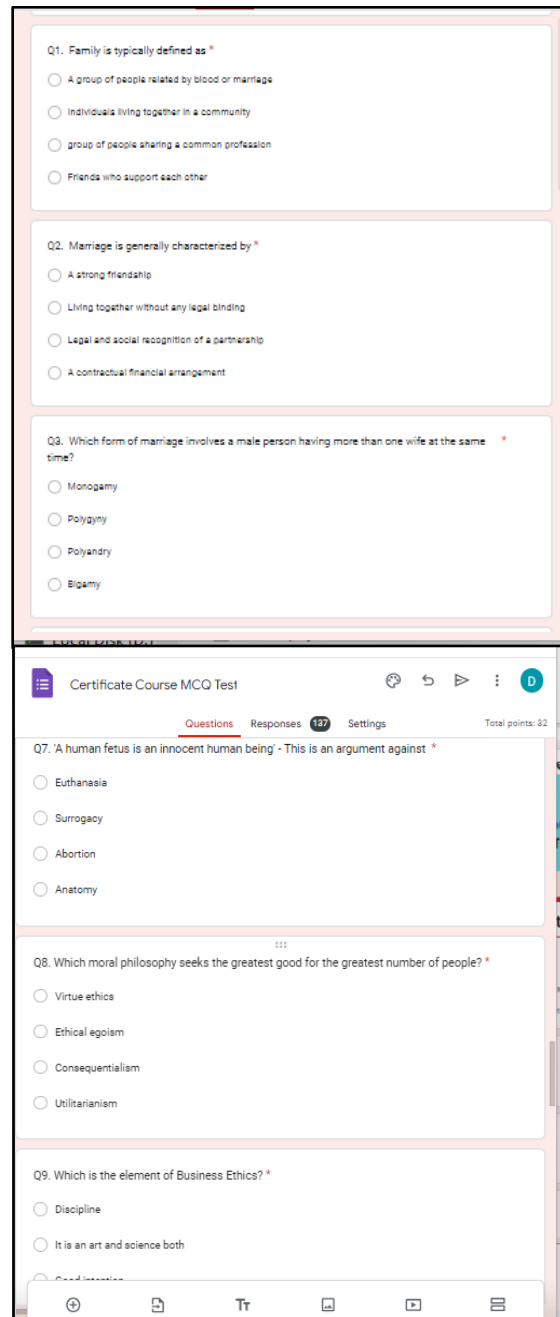 Q1. Family is typically defined as *
A group of people related by blood or marriage
Individuals living together in a community
group of people sharing a common profession
Friends who support each other
Q2. Marriage is generally characterized by *
A strong friendship
Living together without any legal binding
Legal and social recognition of a partnership
A contractual financial arrangement
Q3. Which form of marriage involves a male person having more than one wife at the same *
time?
Monogamy
Polygyny
Polyandry
Bigamy
Certificate Course MCQ Test
D
Questions Responses 137 Settings Total points: 32
Q7. 'A human fetus is an innocent human being' - This is an argument against *
Euthanasia
Surrogacy
Abortion
Anatomy
Q8. Which moral philosophy seeks the greatest good for the greatest number of people? *
Virtue ethics
Ethical egoism
Consequentialism
Utilitarianism
Q9. Which is the element of Business Ethics? *
Discipline
It is an art and science both
Good intention
Tт